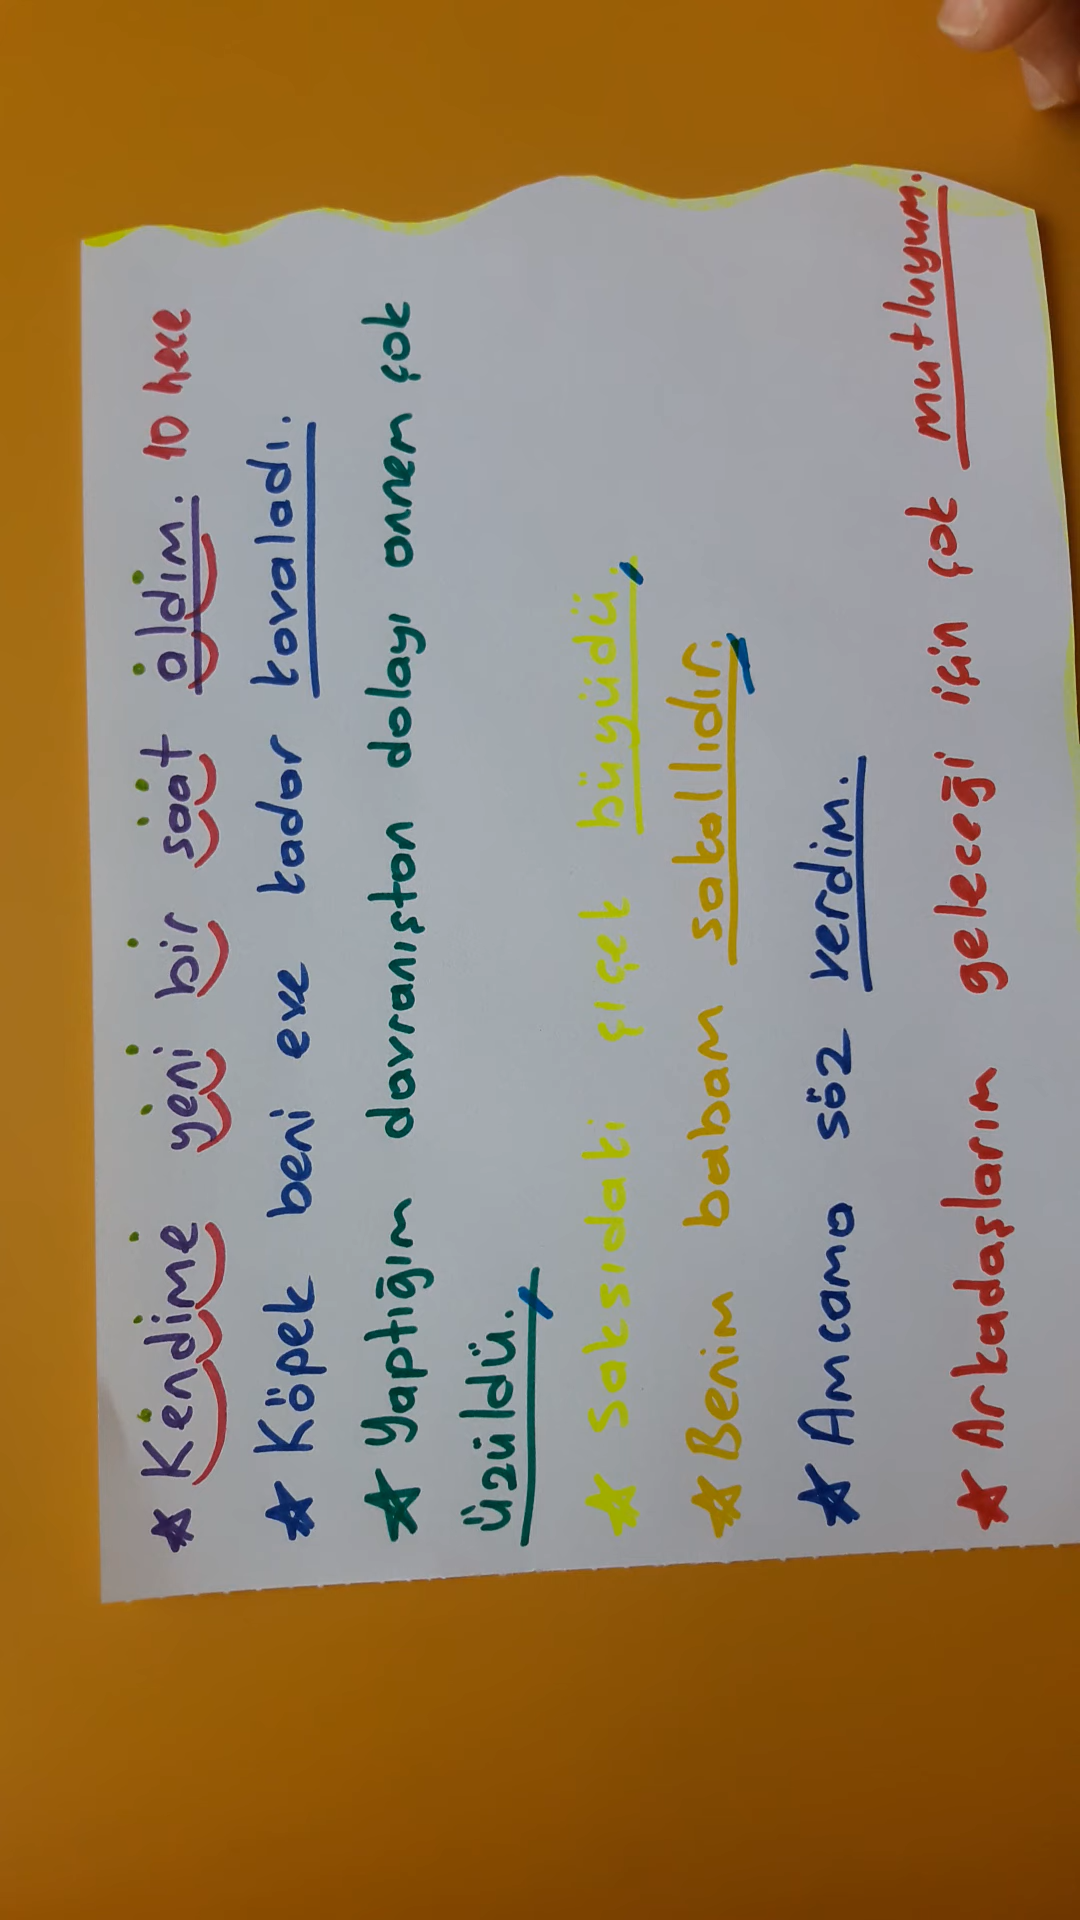 ☆ Kendime yeni bir saat aldım. 10 hece
☆ Köpek beni eve kadar kovaladı.
☆ Yaptığım davranıştan dolayı annem çok
üzüldü.
☆ Saksıdaki çiçek büyüdü.
☆ Benim babam sakallıdır.
☆ Amcama söz verdim.
☆ Arkadaşlarım geleceği için çok mutluyum.